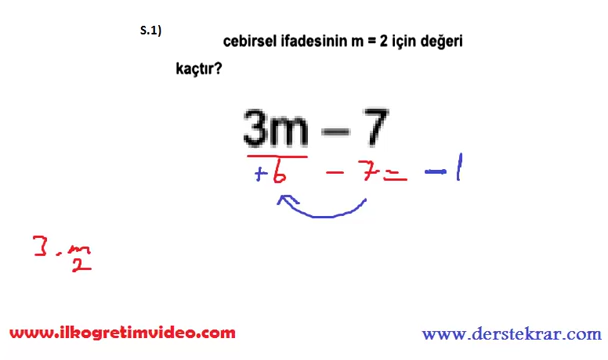 S.1)
cebirsel ifadesinin m = 2 için değeri
kaçtır?
3m – 7
+6 - 7 = -1
3 . m
2
www.ilkogretimvideo.com
www.derstekrar.com